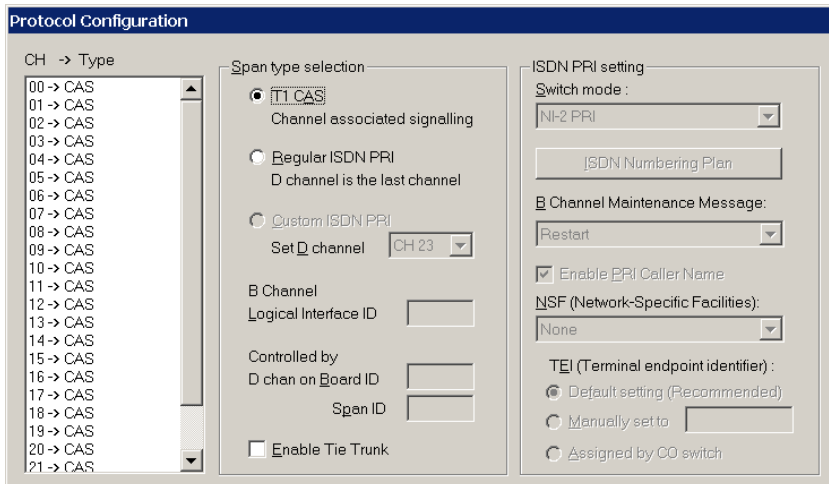 Protocol Configuration
CH -> Type
00 -> CAS
01 -> CAS
02 -> CAS
03 -> CAS
04 -> CAS
05 -> CAS
06 -> CAS
07 -> CAS
08 -> CAS
09 -> CAS
10 -> CAS
11 -> CAS
12 -> CAS
13 -> CAS
14 -> CAS
15 -> CAS
16 -> CAS
17 -> CAS
18 -> CAS
19 -> CAS
20 -> CAS
21 -> CAS
Span type selection
T1 CAS
Channel associated signalling
Regular ISDN PRI
D channel is the last channel
Custom ISDN PRI
Set D channel CH 23
B Channel
Logical Interface ID
Controlled by
D chan on Board ID
Span ID
Enable Tie Trunk
ISDN PRI setting
Switch mode :
NI-2 PRI
ISDN Numbering Plan
B Channel Maintenance Message:
Restart
Enable PRI Caller Name
NSF (Network-Specific Facilities):
None
TEI (Terminal endpoint identifier) :
Default setting (Recommended)
Manually set to
Assigned by CO switch